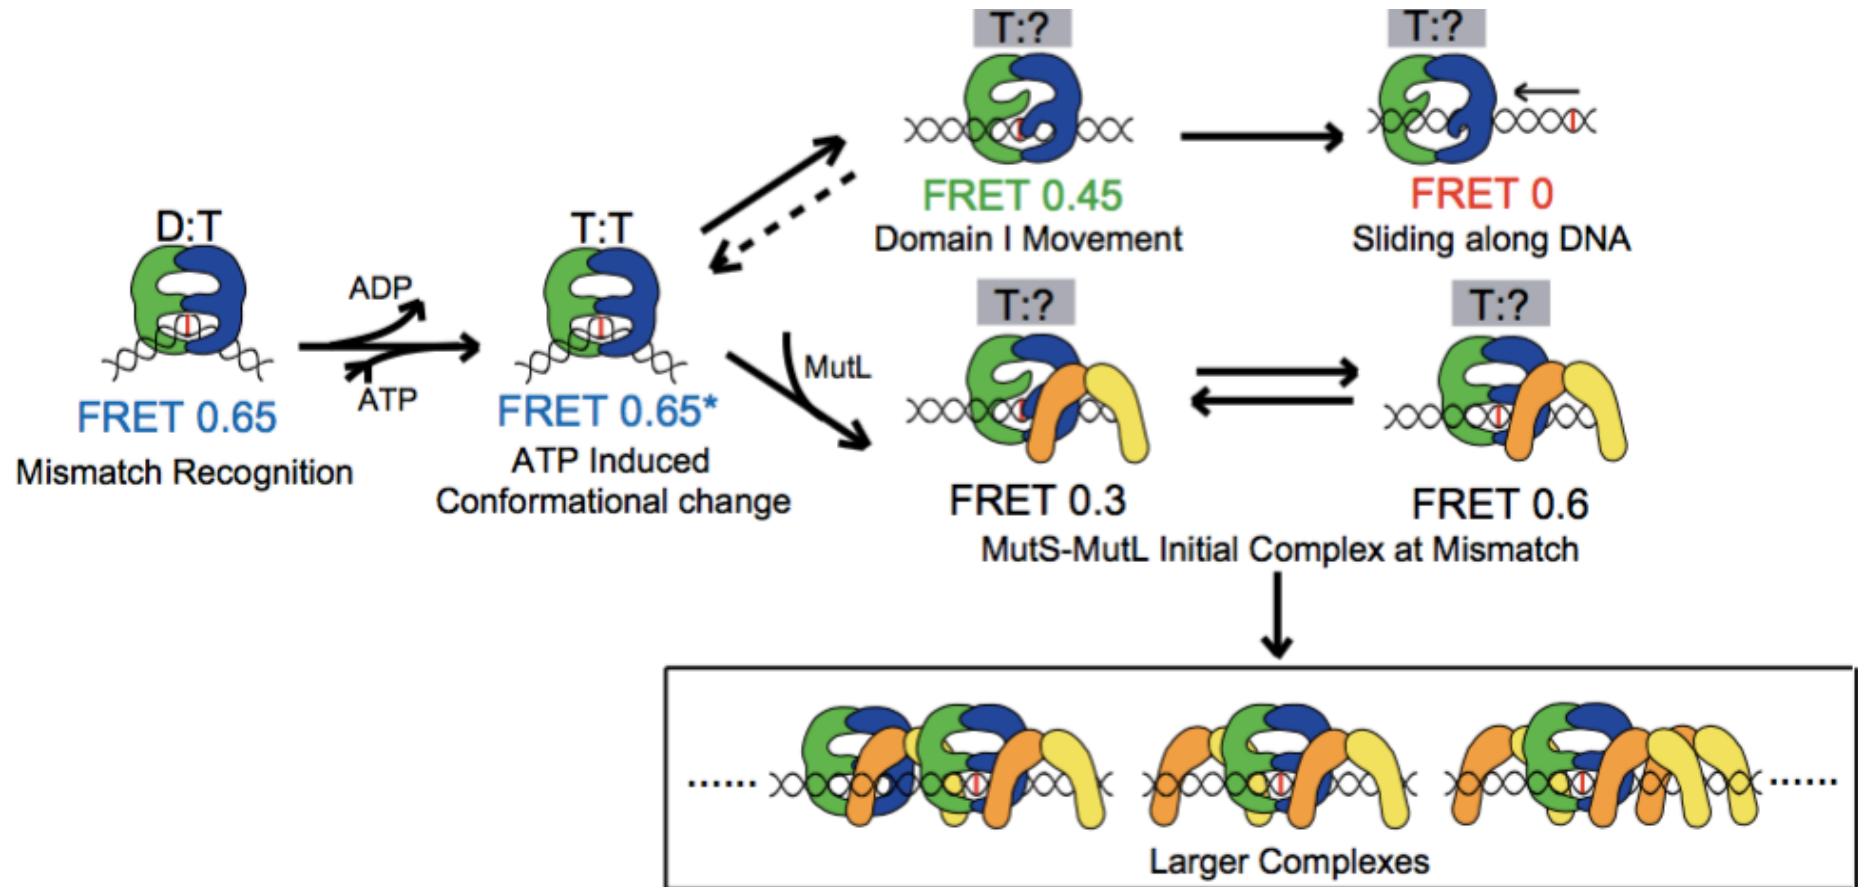 D:T
FRET 0.65
Mismatch Recognition
ADP
ATP
T:T
FRET 0.65*
ATP Induced
Conformational change
T:?
FRET 0.45
Domain I Movement
T:?
FRET 0
Sliding along DNA
MutL
T:?
FRET 0.3
T:?
FRET 0.6
MutS-MutL Initial Complex at Mismatch
......
......
Larger Complexes